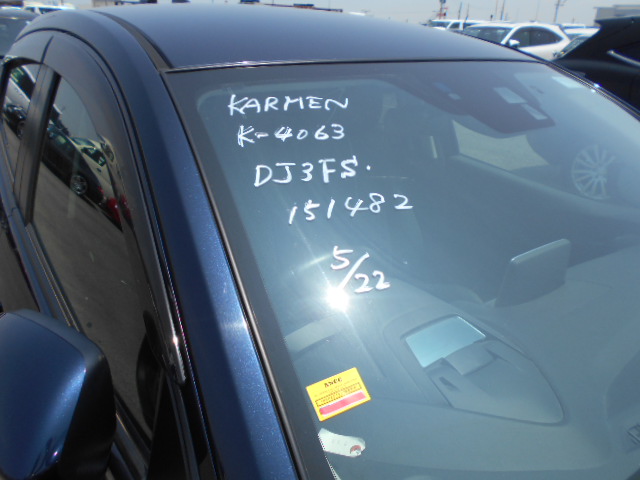 KARMEN
K-4063
DJ3FS.
151482
5/22